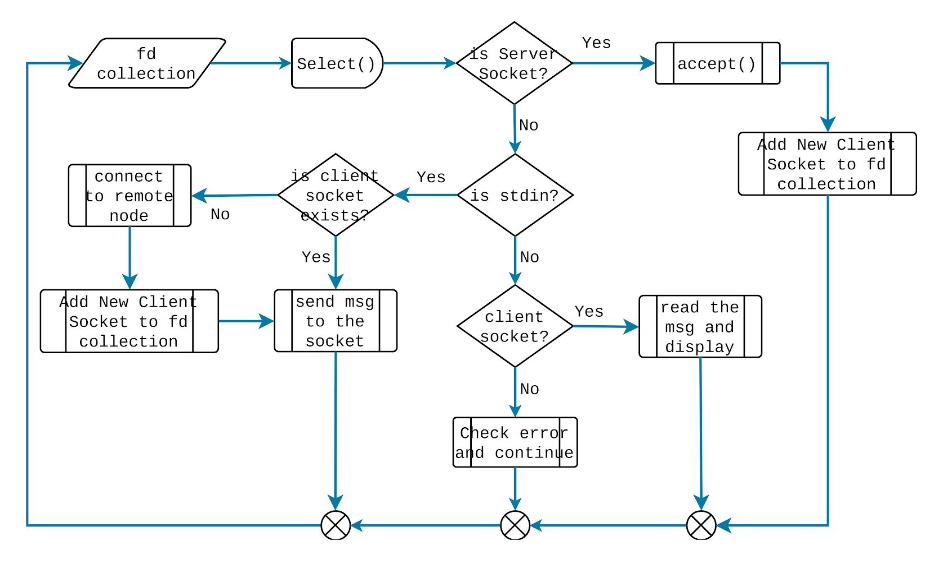 fd
collection
Select()
is Server
Socket?
Yes
accept()
No
Add New Client
Socket to fd
collection
connect
to remote
node
No
is client
socket
exists?
Yes
is stdin?
Yes
No
Add New Client
Socket to fd
collection
send msg
to the
socket
client
socket?
Yes
read the
msg and
display
No
Check error
and continue